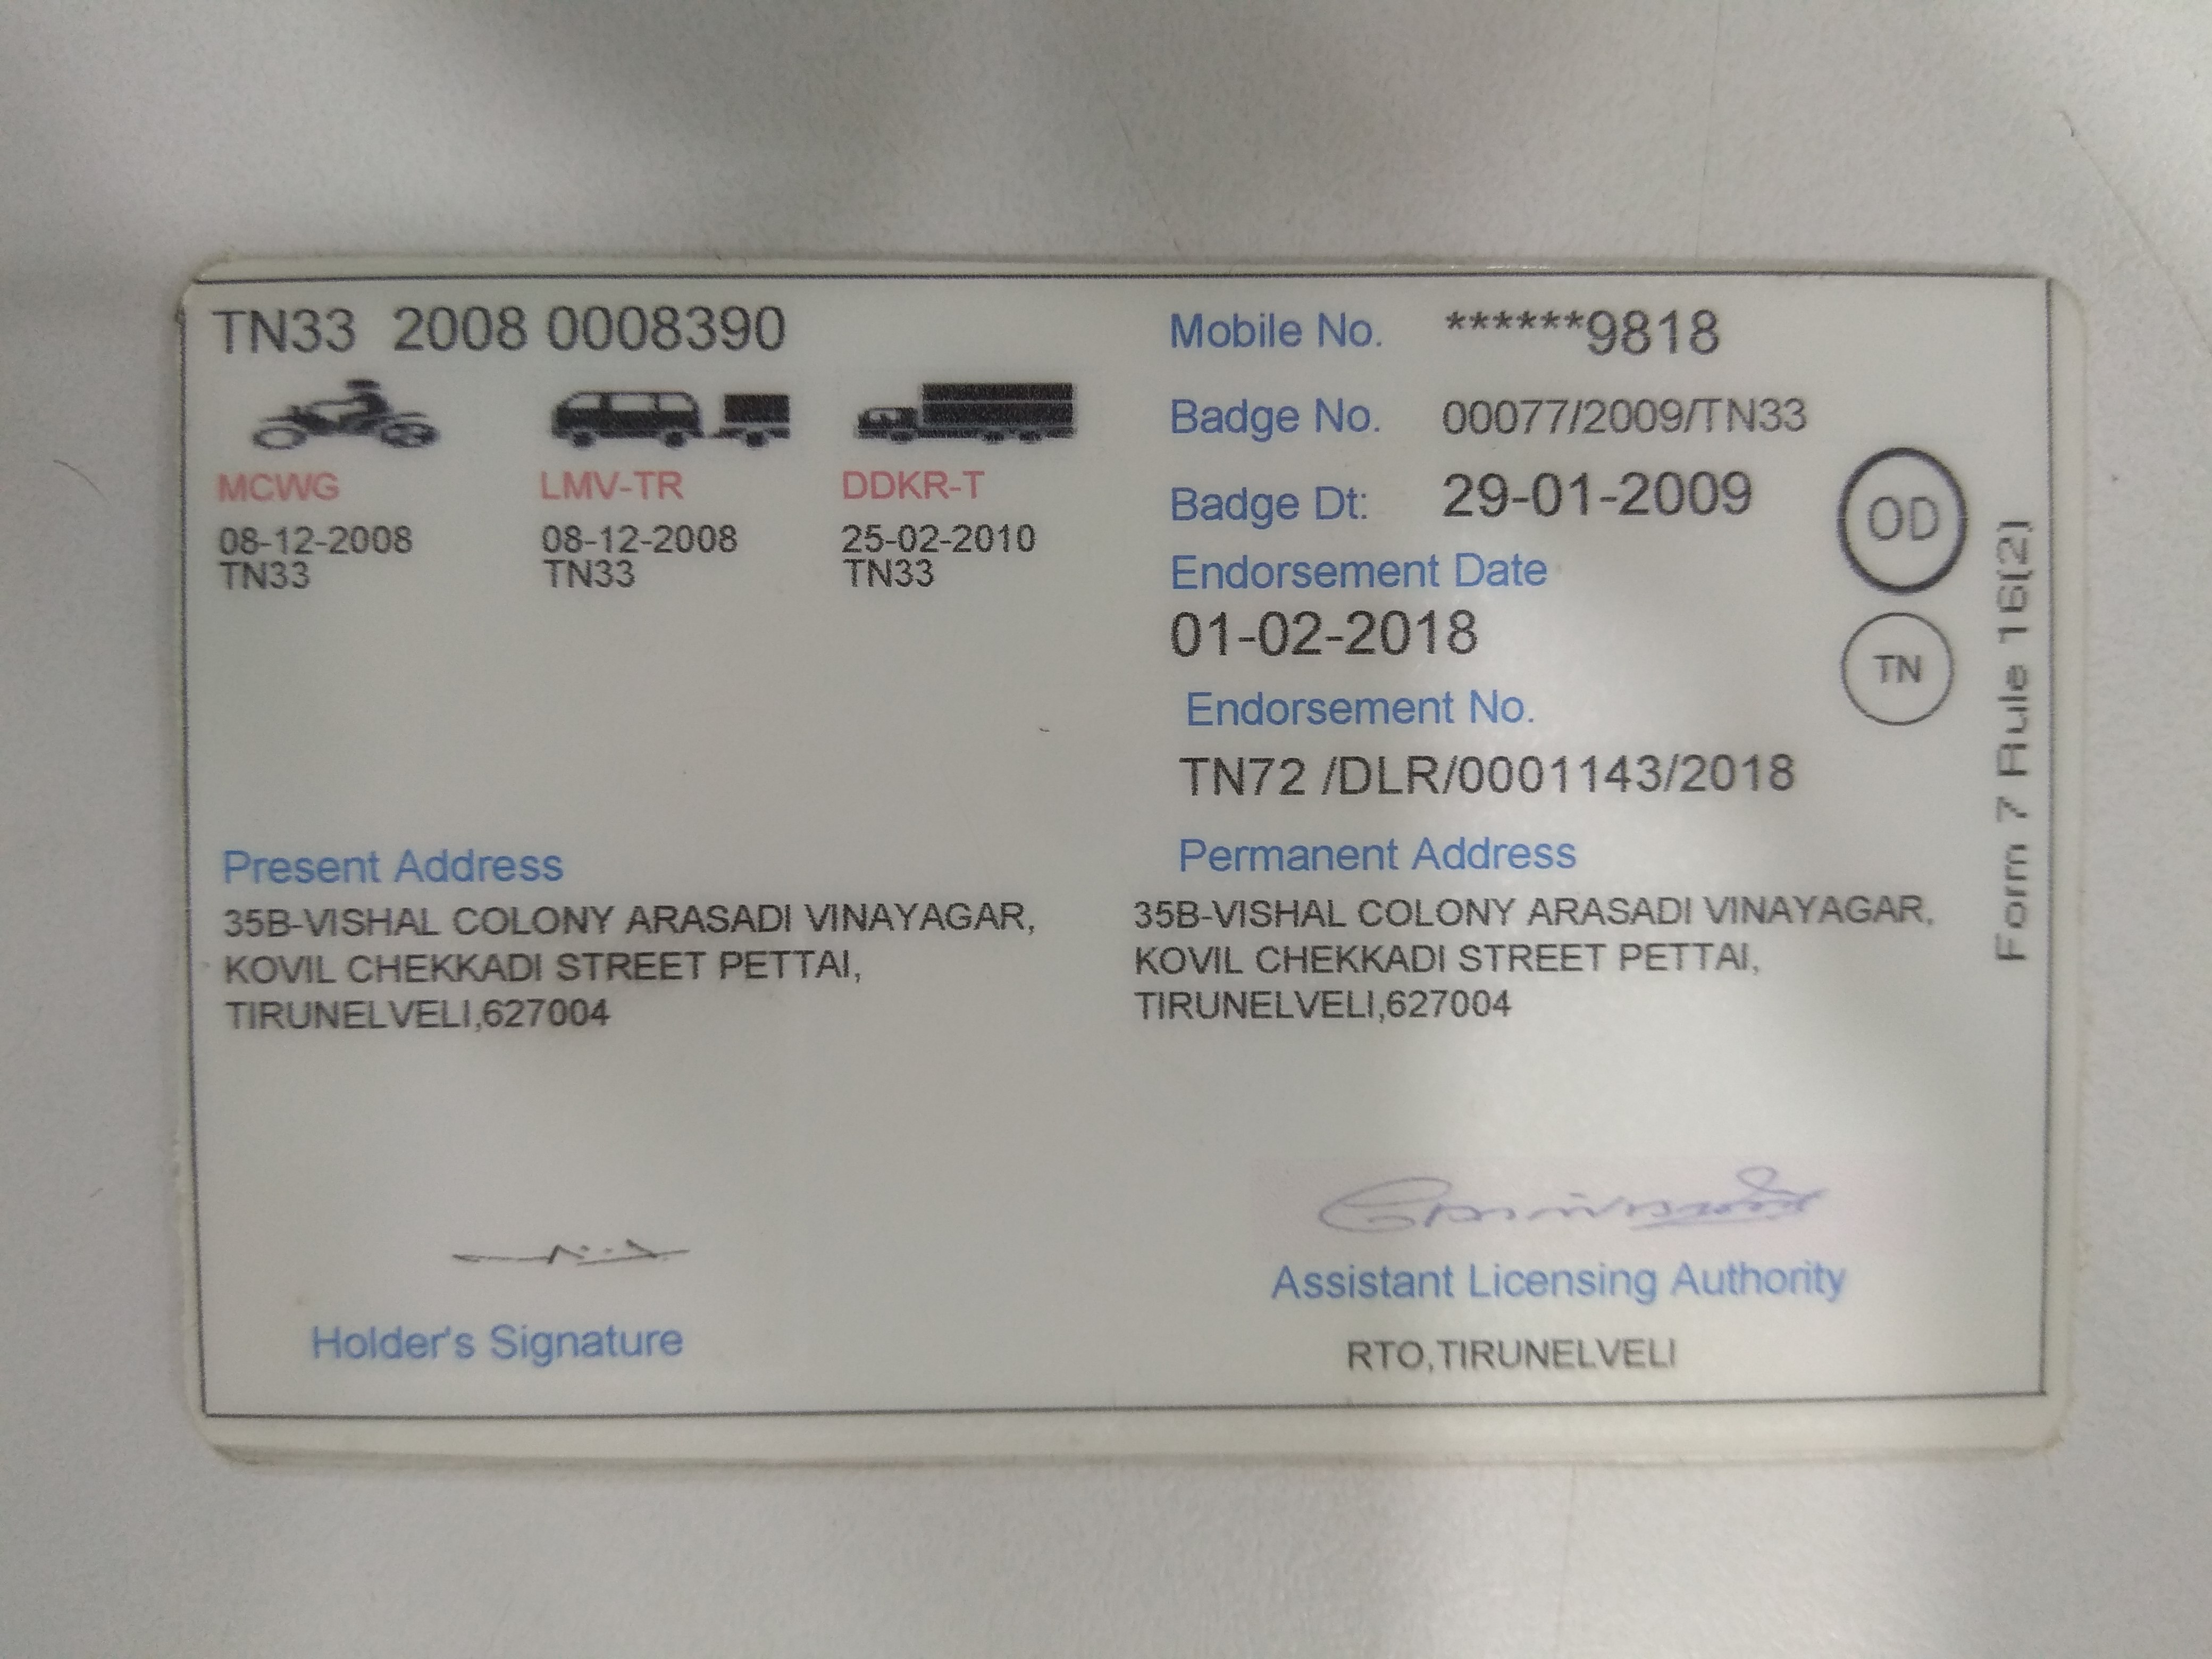 TN33 2008 0008390
MCWG
08-12-2008
TN33
LMV-TR
08-12-2008
TN33
DDKR-T
25-02-2010
TN33
Mobile No. ******9818
Badge No. 00077/2009/TN33
Badge Dt: 29-01-2009
Endorsement Date
01-02-2018
Endorsement No.
TN72 /DLR/0001143/2018
OD
TN
Form 7 Rule 16(2)
Present Address
35B-VISHAL COLONY ARASADI VINAYAGAR,
KOVIL CHEKKADI STREET PETTAI,
TIRUNELVELI,627004
Permanent Address
35B-VISHAL COLONY ARASADI VINAYAGAR,
KOVIL CHEKKADI STREET PETTAI,
TIRUNELVELI,627004
Holder's Signature
Assistant Licensing Authority
RTO,TIRUNELVELI